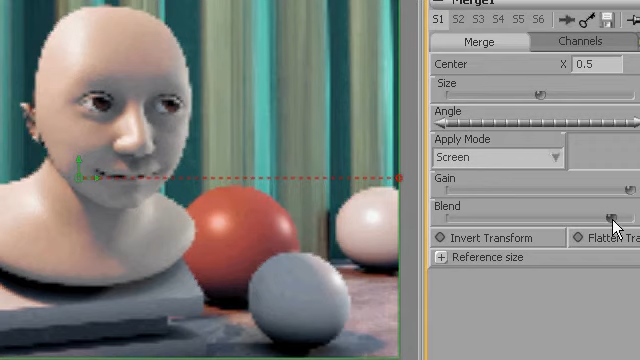 Merge1
S1 S2 S3 S4 S5 S6
Merge Channels
Center X 0.5
Size
Angle
Apply Mode
Screen
Gain
Blend
Invert Transform Flatten Tra
Reference size